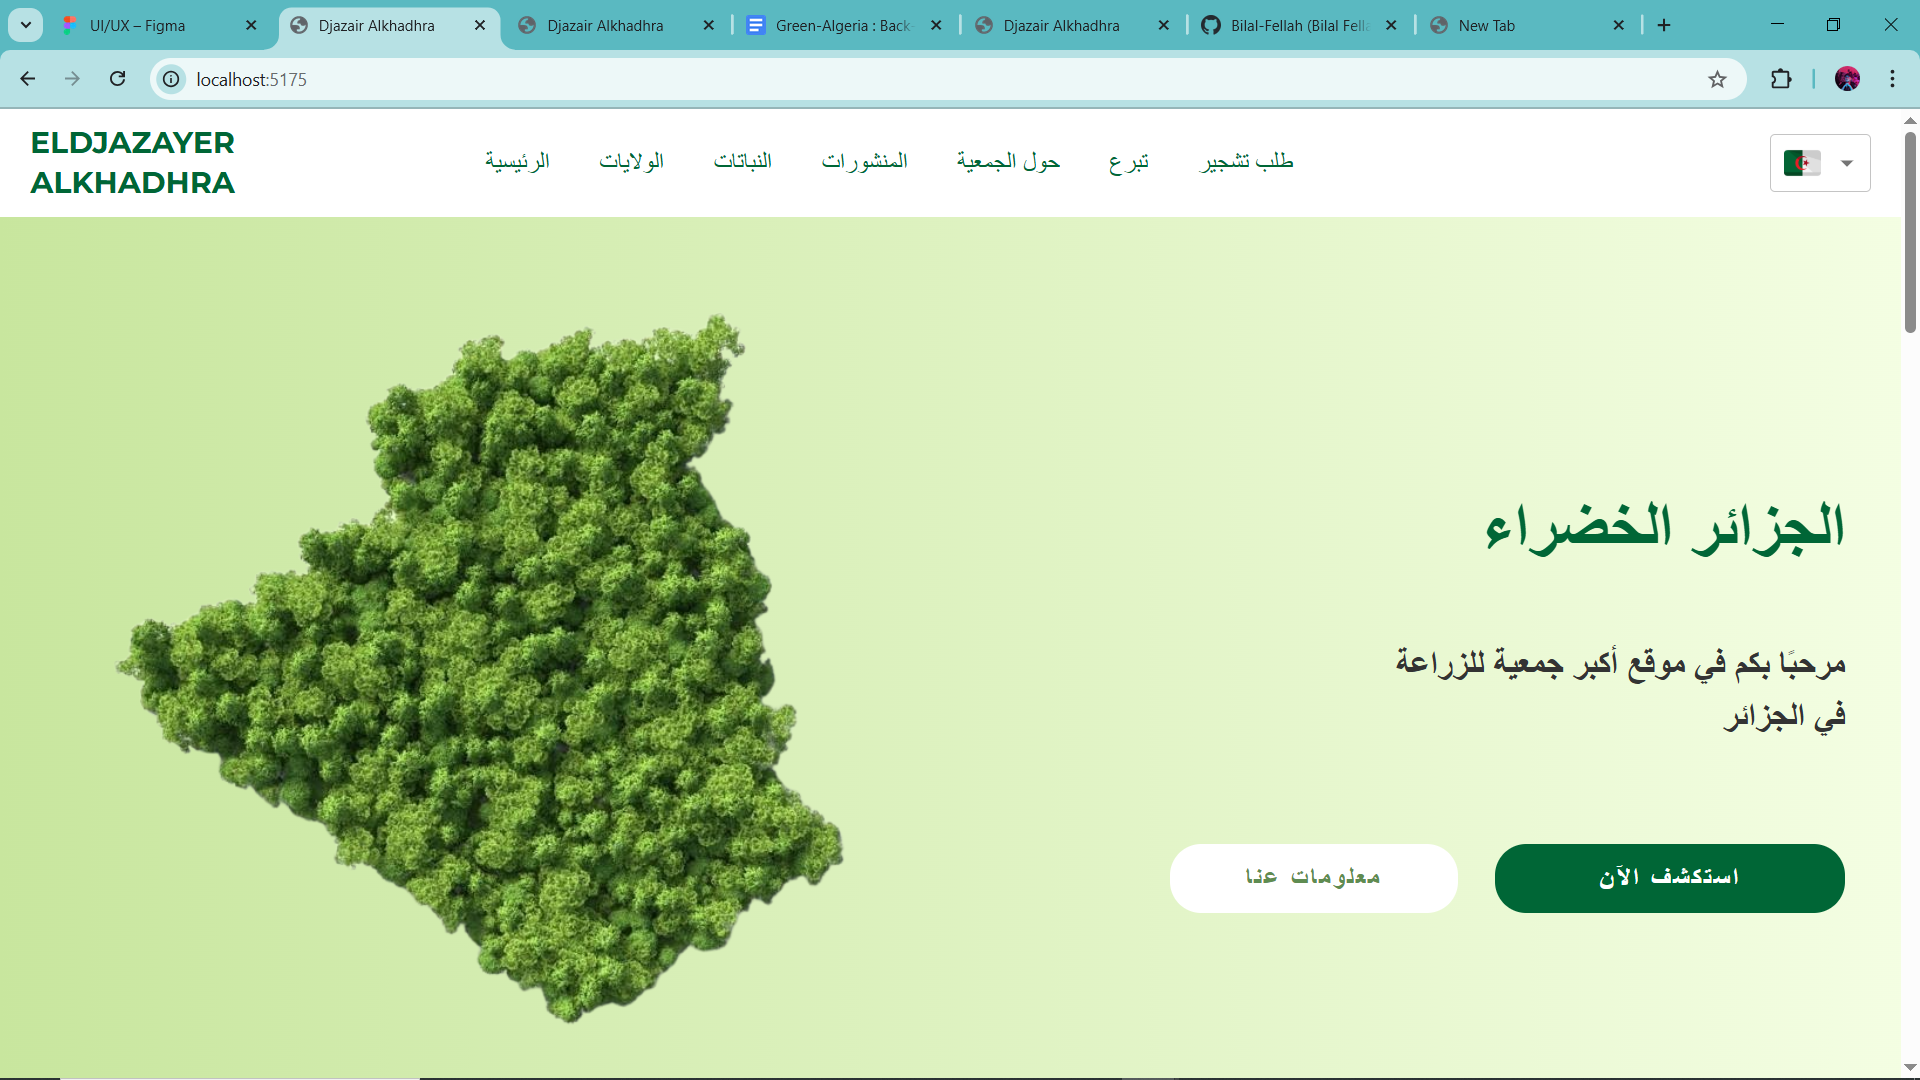 UI/UX – Figma
Djazair Alkhadhra
Djazair Alkhadhra
Green-Algeria : Back-
Djazair Alkhadhra
Bilal-Fellah (Bilal Fella
New Tab
localhost:5175
ELDJAZAYER
ALKHADHRA
الرئيسية
الولايات
النباتات
المنشورات
حول الجمعية
تبرع
طلب تشجير
الجزائر الخضراء
مرحبًا بكم في موقع أكبر جمعية للزراعة
في الجزائر
استكشف الآن
معلومات عنا